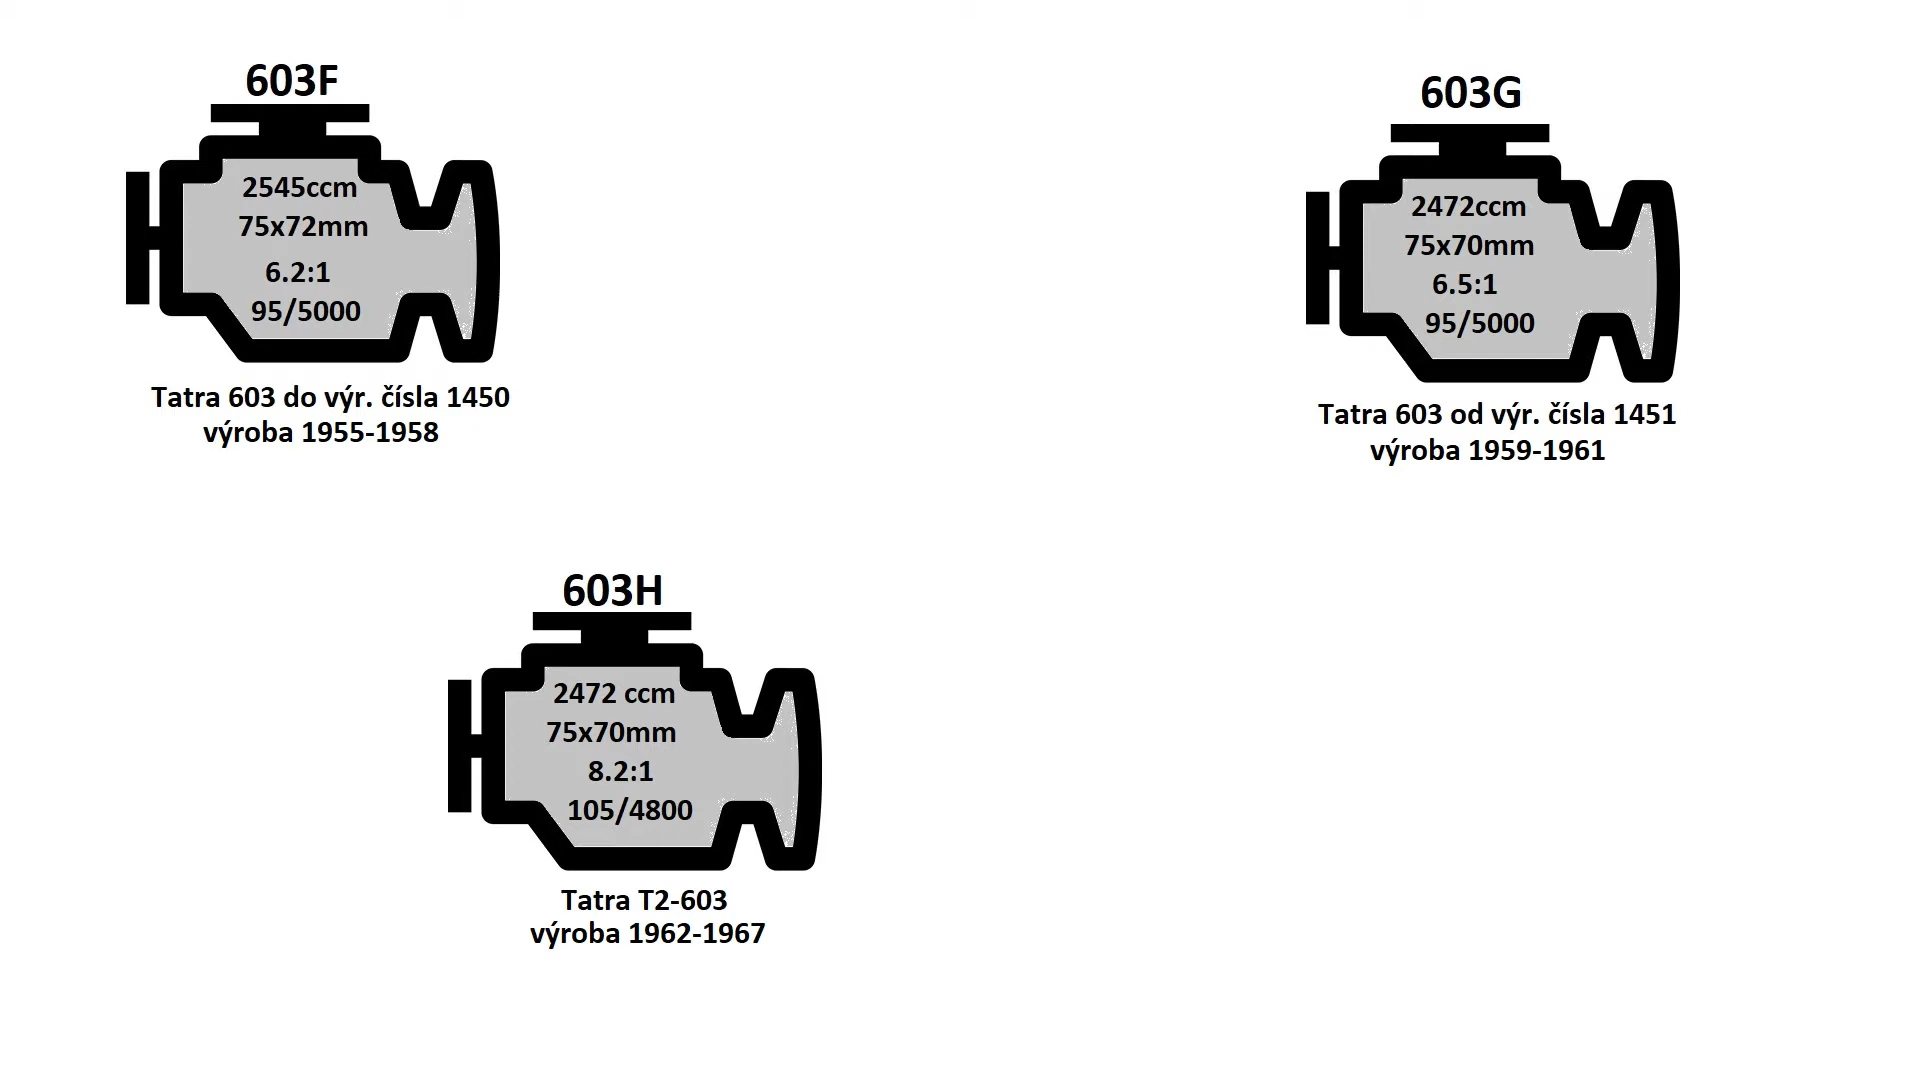 603F
2545ccm
75x72mm
6.2:1
95/5000
Tatra 603 do výr. čísla 1450
výroba 1955-1958
603G
2472ccm
75x70mm
6.5:1
95/5000
Tatra 603 od výr. čísla 1451
výroba 1959-1961
603H
2472 ccm
75x70mm
8.2:1
105/4800
Tatra T2-603
výroba 1962-1967